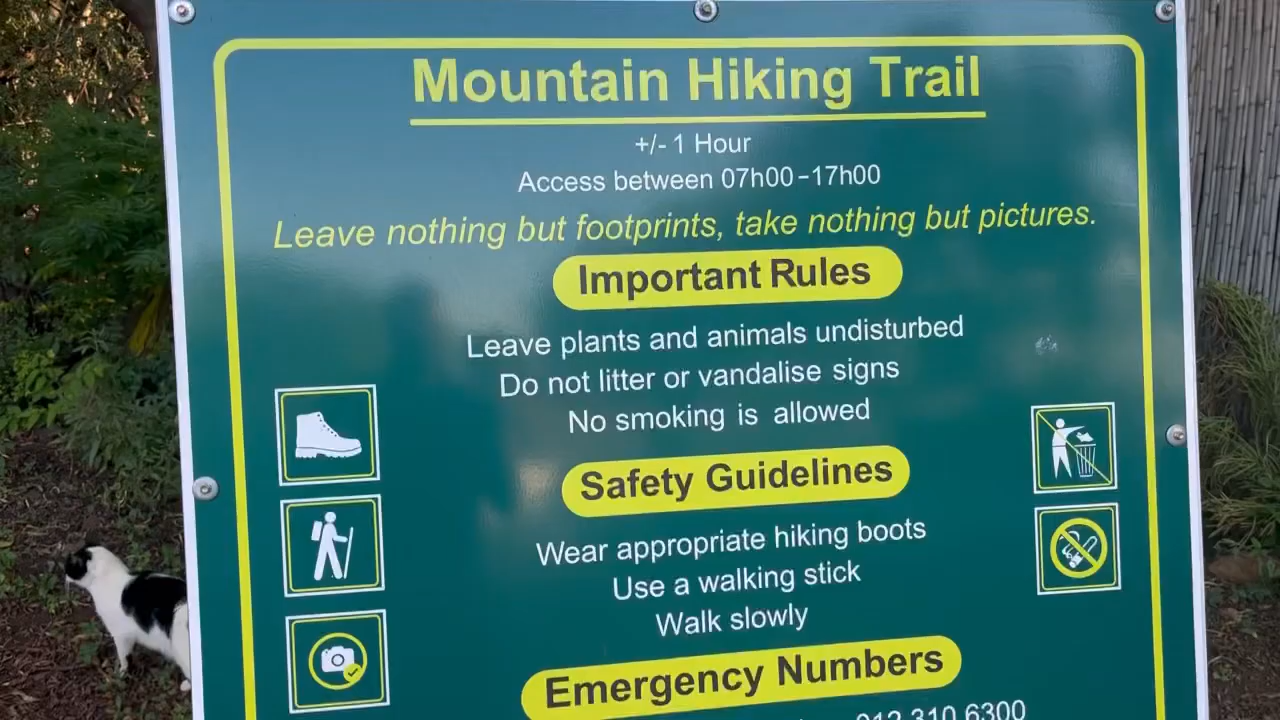 Mountain Hiking Trail
+/- 1 Hour
Access between 07h00-17h00
Leave nothing but footprints, take nothing but pictures.
Important Rules
Leave plants and animals undisturbed
Do not litter or vandalise signs
No smoking is allowed
Safety Guidelines
Wear appropriate hiking boots
Use a walking stick
Walk slowly
Emergency Numbers
012 310 6300